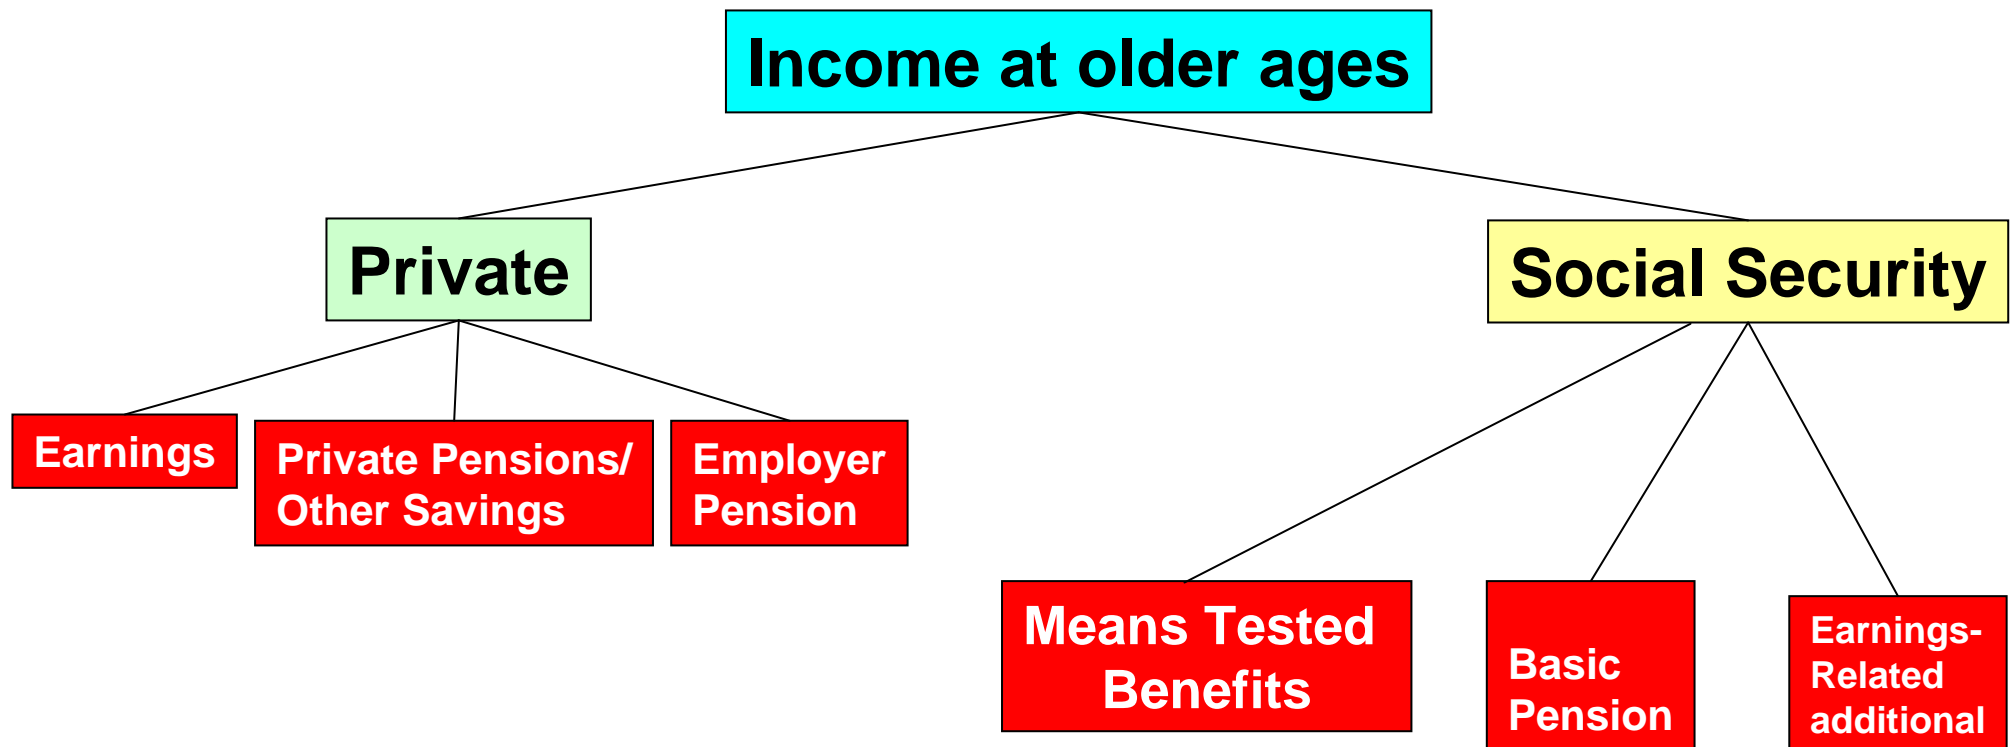 Income at older ages
Private
Social Security
Earnings
Private Pensions/
Other Savings
Employer
Pension
Means Tested
Benefits
Basic
Pension
Earnings-
Related
additional